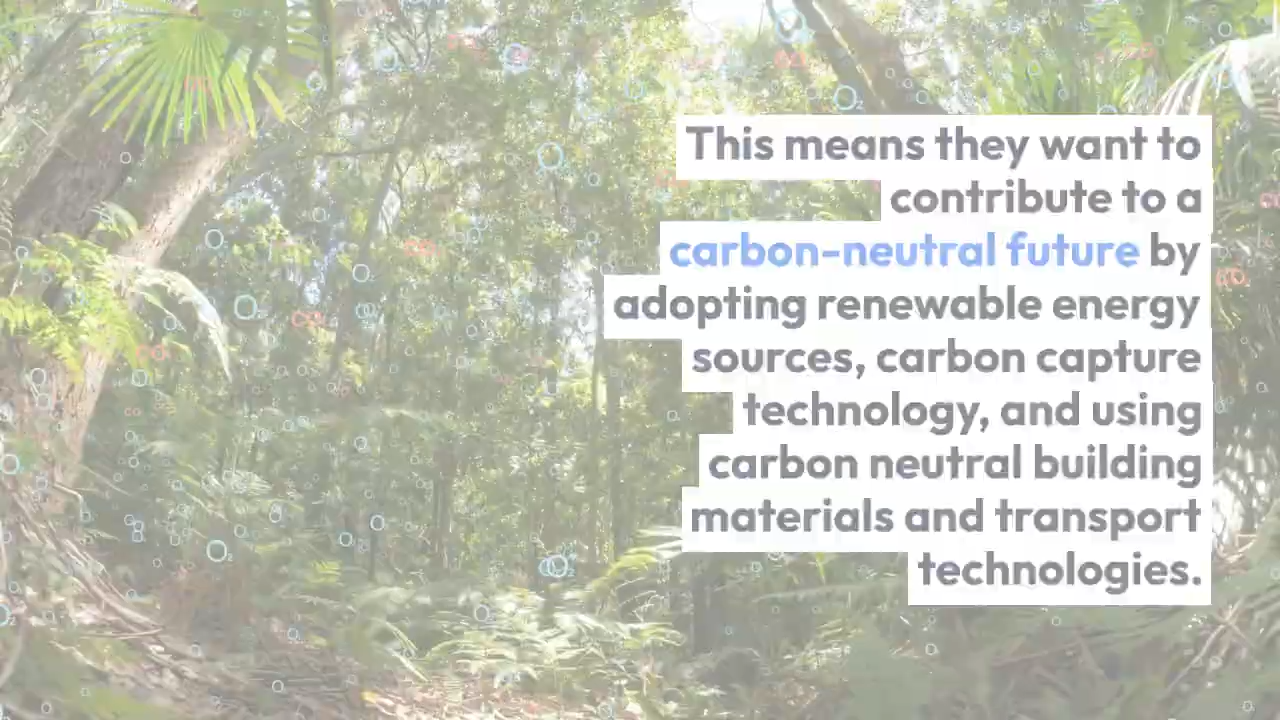 This means they want to
contribute to a
carbon-neutral future by
adopting renewable energy
sources, carbon capture
technology, and using
carbon neutral building
materials and transport
technologies.